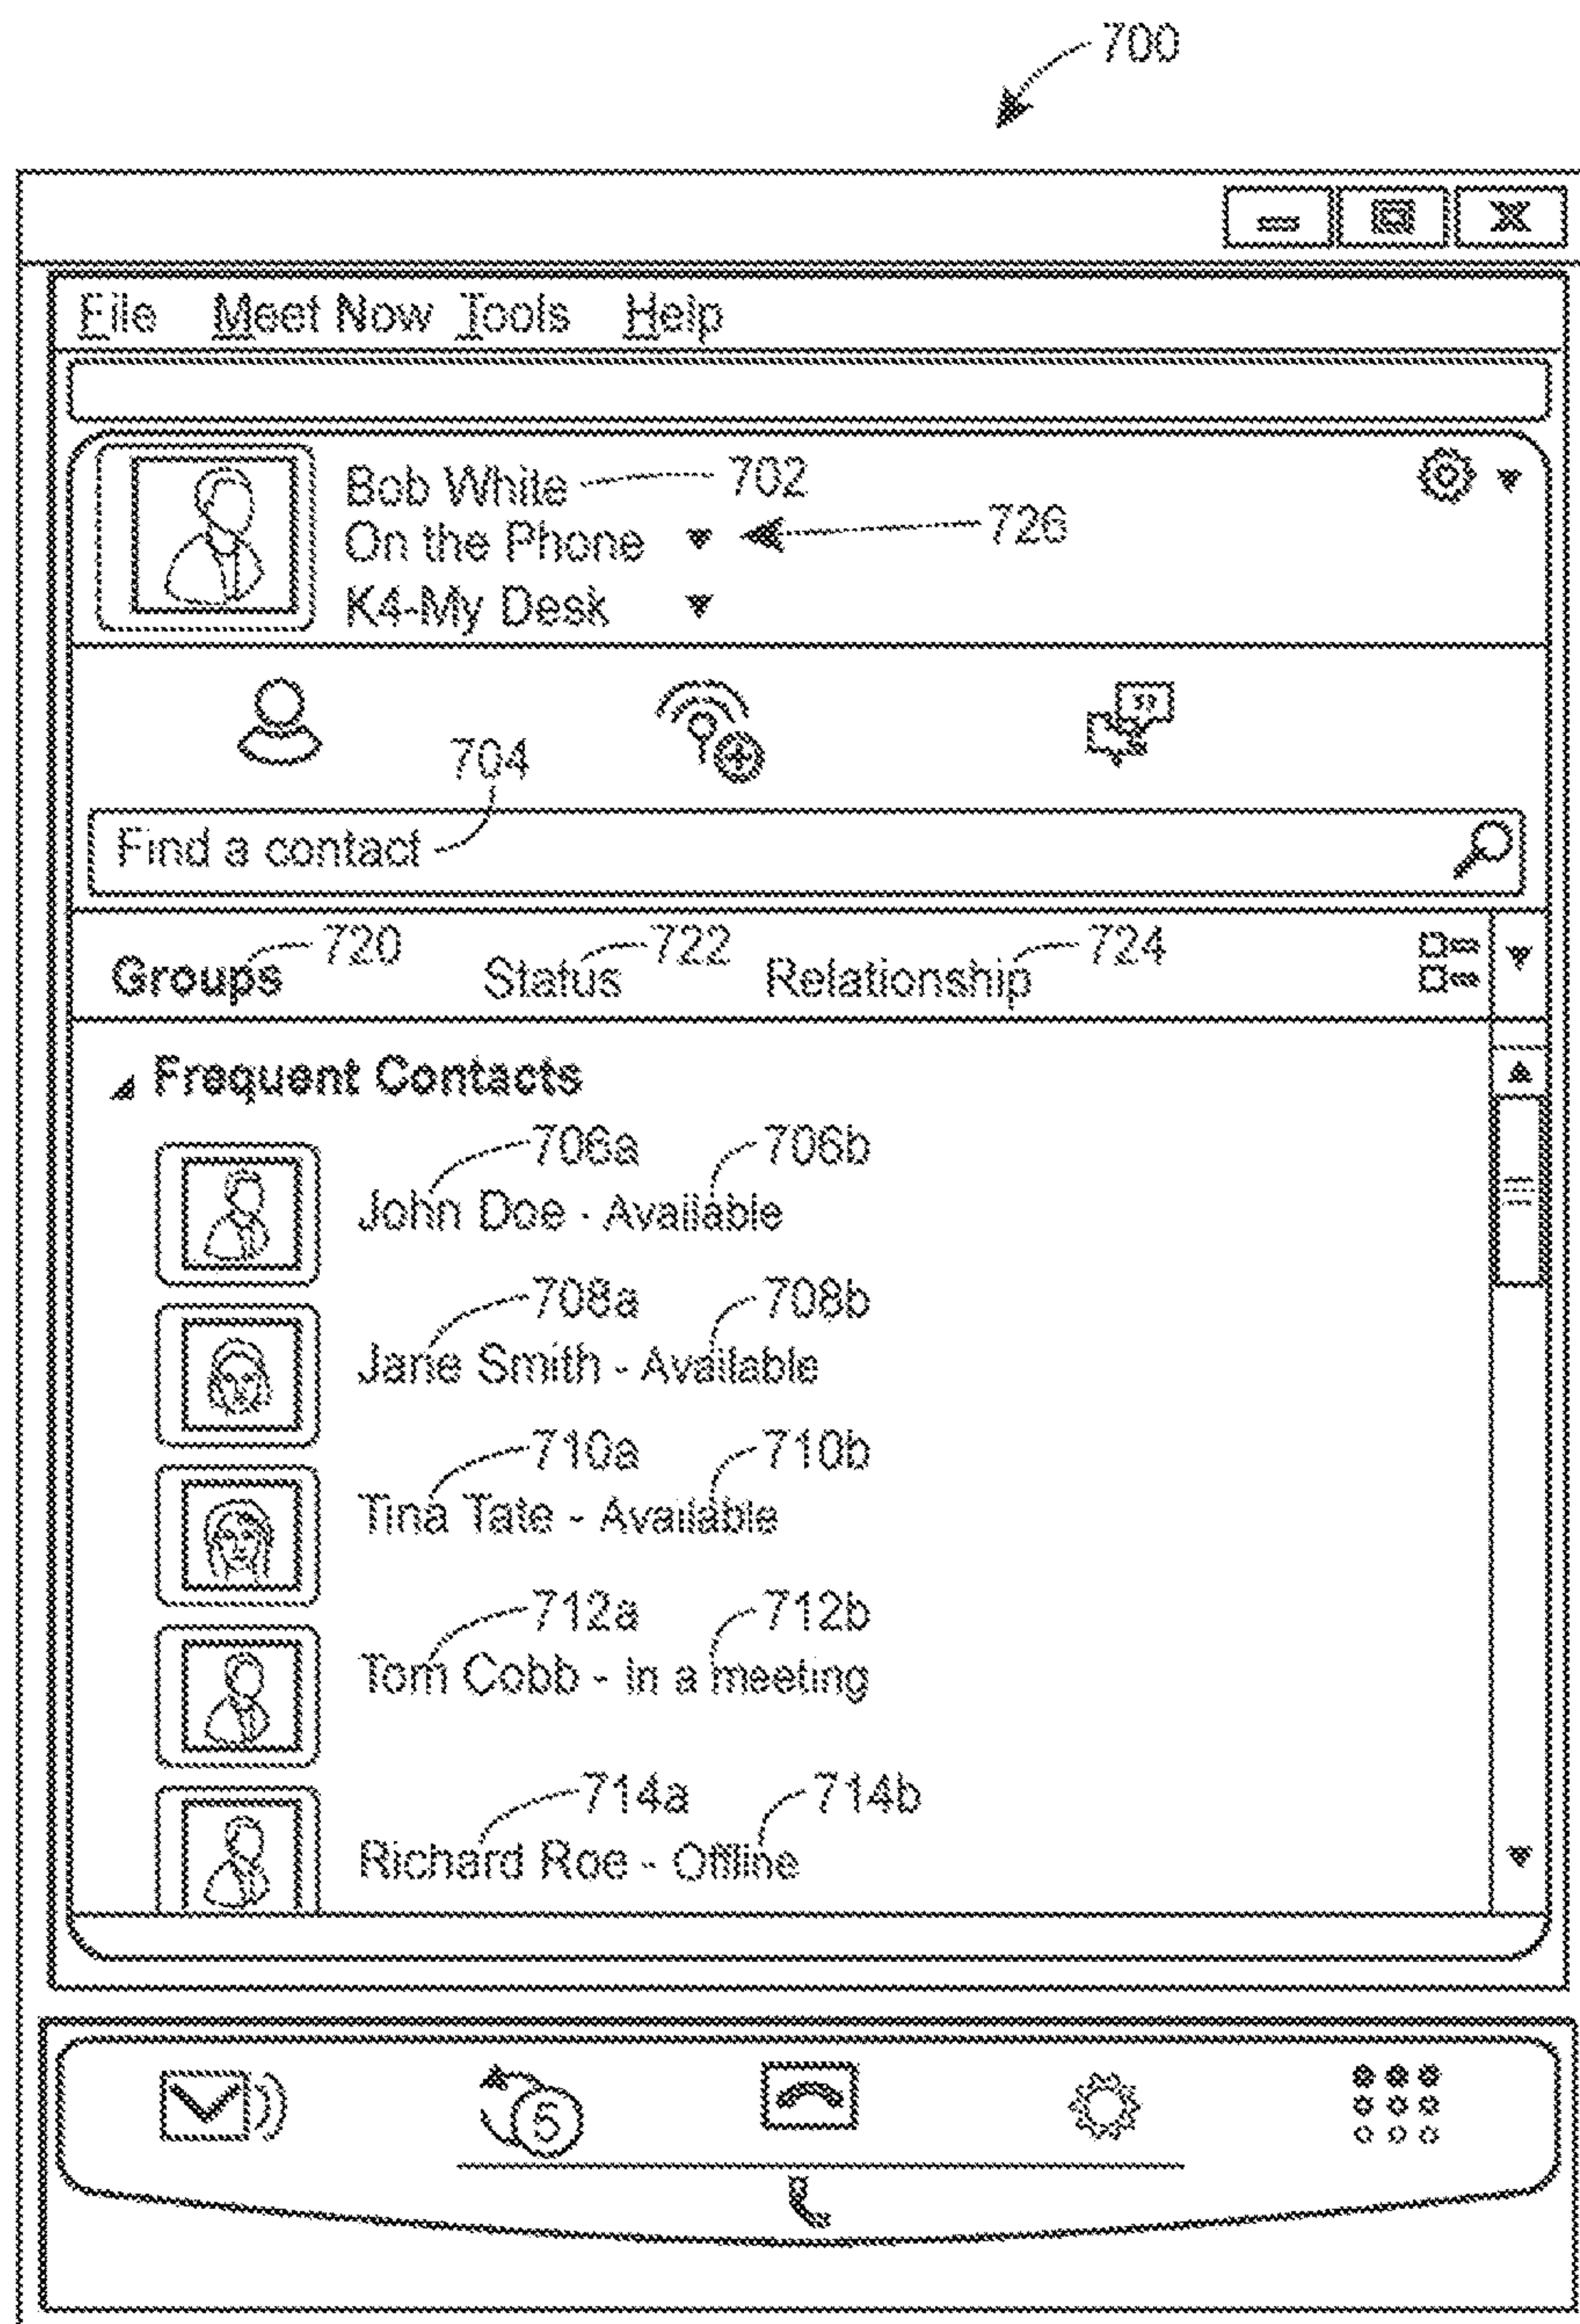 700
File Meet Now Tools Help
Bob White 702
On the Phone 726
K4-My Desk
704
Find a contact
Groups 720 Status 722 Relationship 724
Frequent Contacts
706a 706b
John Doe - Available
708a 708b
Jane Smith - Available
710a 710b
Tina Tate - Available
712a 712b
Tom Cobb - in a meeting
714a 714b
Richard Roe - Offline
5